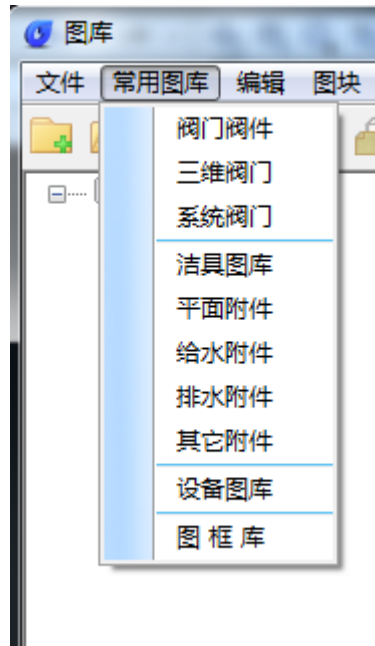 图库
文件 常用图库 编辑 图块
阀门阀件
三维阀门
系统阀门
洁具图库
平面附件
给水附件
排水附件
其它附件
设备图库
图 框 库